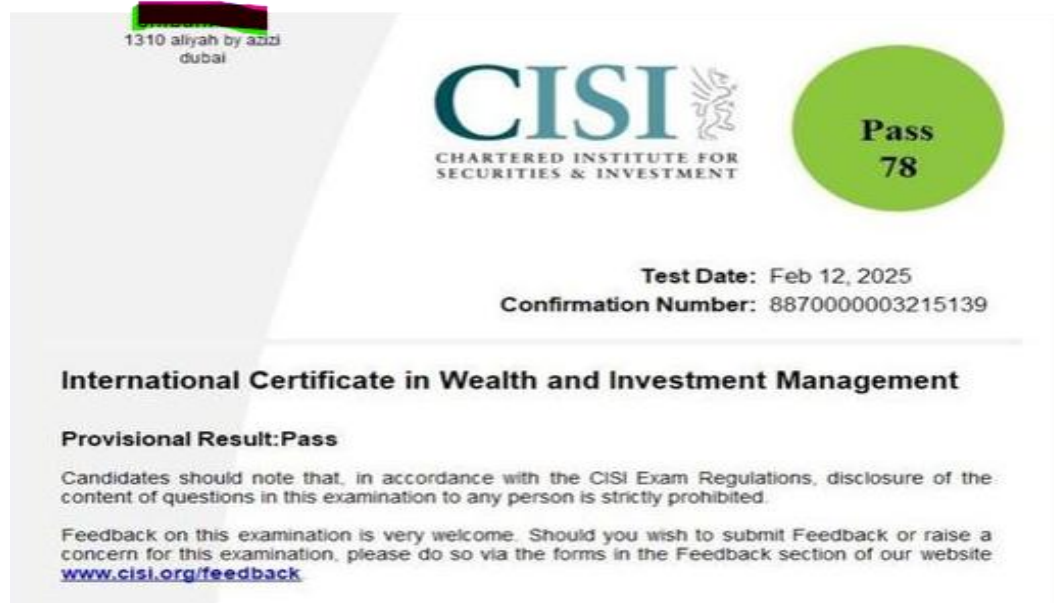 1310 aliyah by azizi
dubai
CISI
CHARTERED INSTITUTE FOR
SECURITIES & INVESTMENT
Pass
78
Test Date: Feb 12, 2025
Confirmation Number: 8870000003215139
International Certificate in Wealth and Investment Management
Provisional Result:Pass
Candidates should note that, in accordance with the CISI Exam Regulations, disclosure of the
content of questions in this examination to any person is strictly prohibited.
Feedback on this examination is very welcome. Should you wish to submit Feedback or raise a
concern for this examination, please do so via the forms in the Feedback section of our website
www.cisi.org/feedback